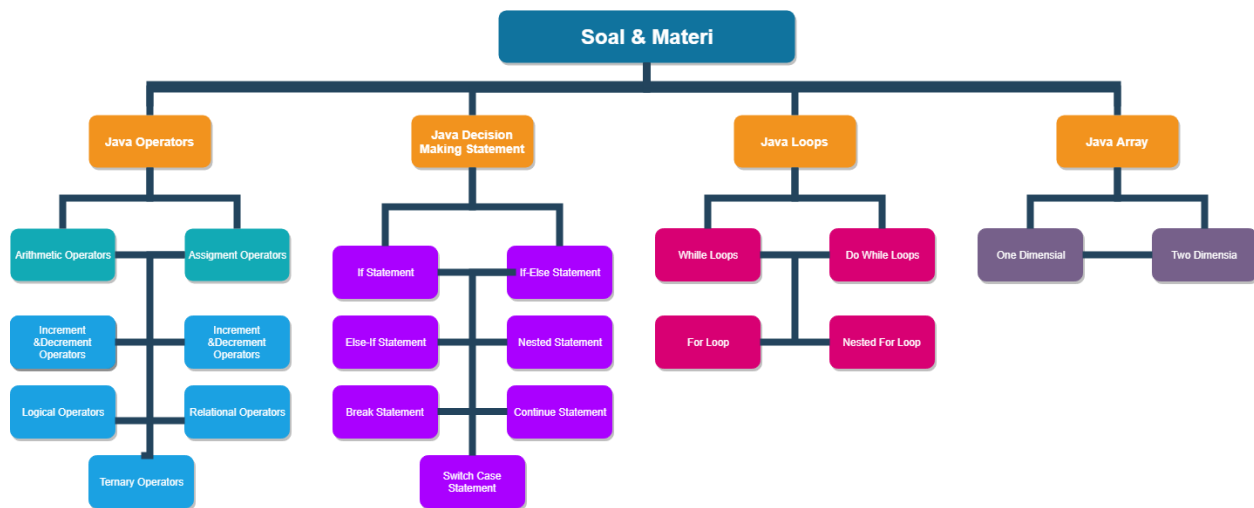 Soal & Materi
Java Operators
Java Decision
Making Statement
Java Loops
Java Array
Arithmetic Operators
Assigment Operators
If Statement
If-Else Statement
Whille Loops
Do While Loops
One Dimensial
Two Dimensia
Increment
&Decrement
Operators
Increment
&Decrement
Operators
Else-If Statement
Nested Statement
For Loop
Nested For Loop
Logical Operators
Relational Operators
Break Statement
Continue Statement
Ternary Operators
Switch Case
Statement